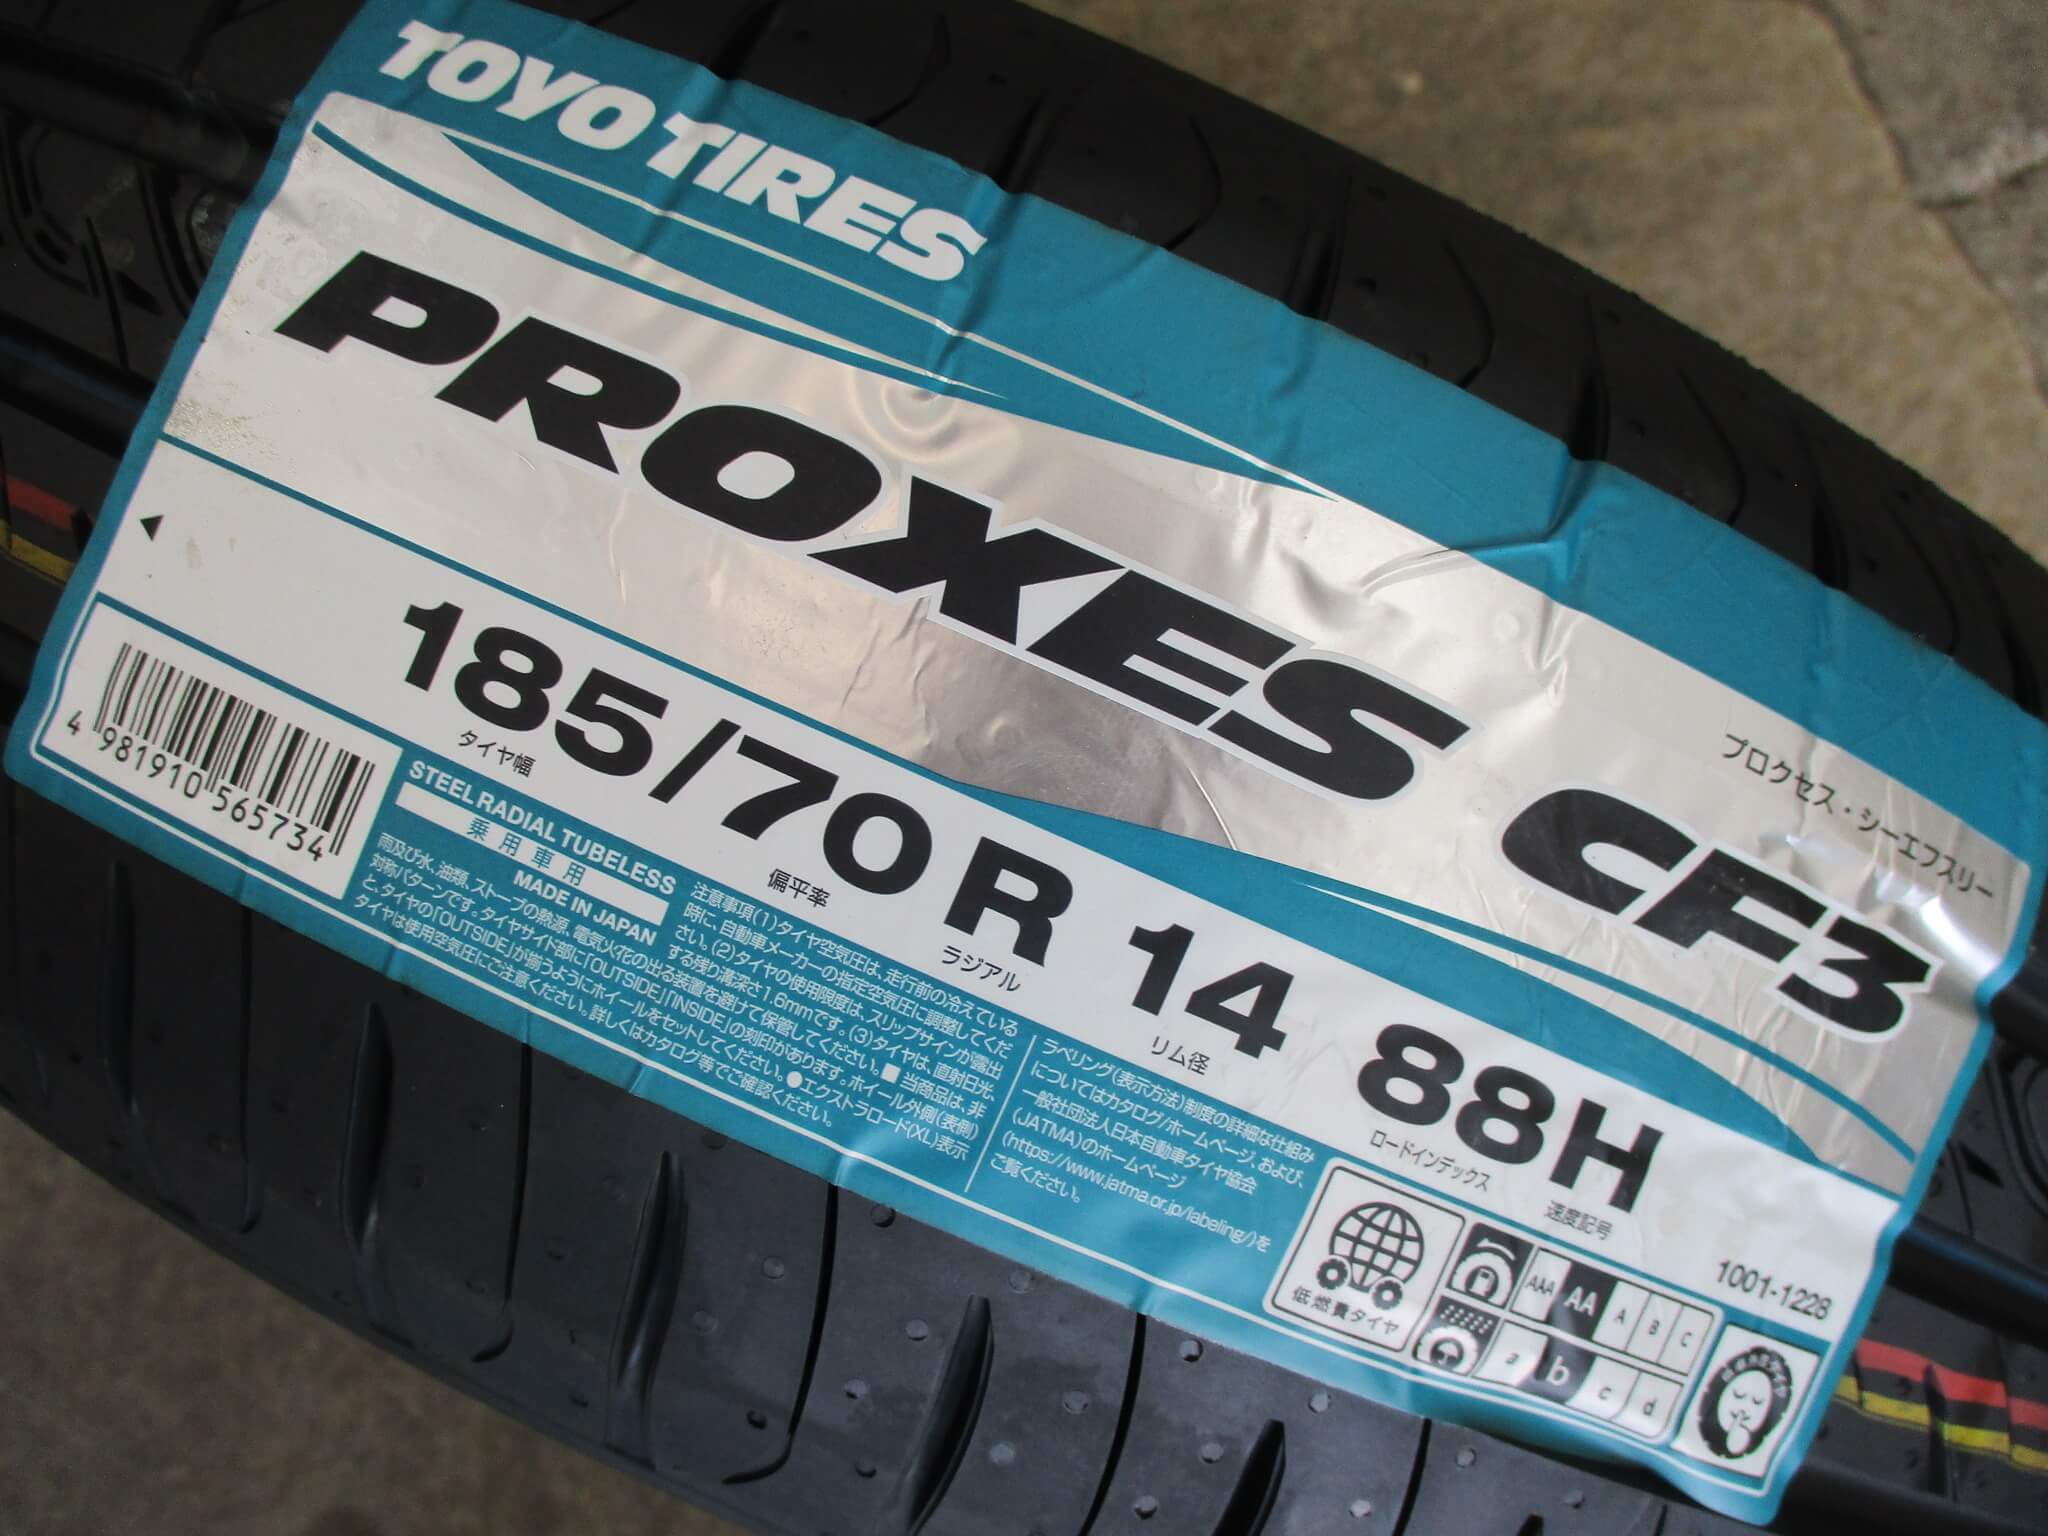 TOYO TIRES
PROXES CF3
プロクセス・シーエフスリー
185/70 R 14 88H
タイヤ幅 偏平率 ラジアル リム径 ロードインデックス 速度記号
4 981910 565734
STEEL RADIAL TUBELESS
乗用車用
MADE IN JAPAN
注意事項(1)タイヤ空気圧は、走行前の冷えている
時に、自動車メーカーの指定空気圧に調整してくだ
さい。(2)タイヤの使用限度は、スリップサインが露出
する残り溝深さ1.6mmです。(3)タイヤは、直射日光、
雨及び水、油類、ストーブの熱源、電気火花の出る装置を避けて保管してください。■当商品は、非
対称パターンです。タイヤサイド部に「OUTSIDE」「INSIDE」の刻印があります。ホイール外側(表側)
と、タイヤの「OUTSIDE」が揃うようにホイールをセットしてください。●エクストラロード(XL)表示
タイヤは使用空気圧にご注意ください。詳しくはカタログ等でご確認ください。
ラベリング(表示方法)制度の詳細な仕組み
についてはカタログ/ホームページ、および、
一般社団法人日本自動車タイヤ協会
(JATMA)のホームページ
(https://www.jatma.or.jp/labeling/)を
ご覧ください。
1001-1228
低燃費タイヤ
AAA AA A B C
a b c d